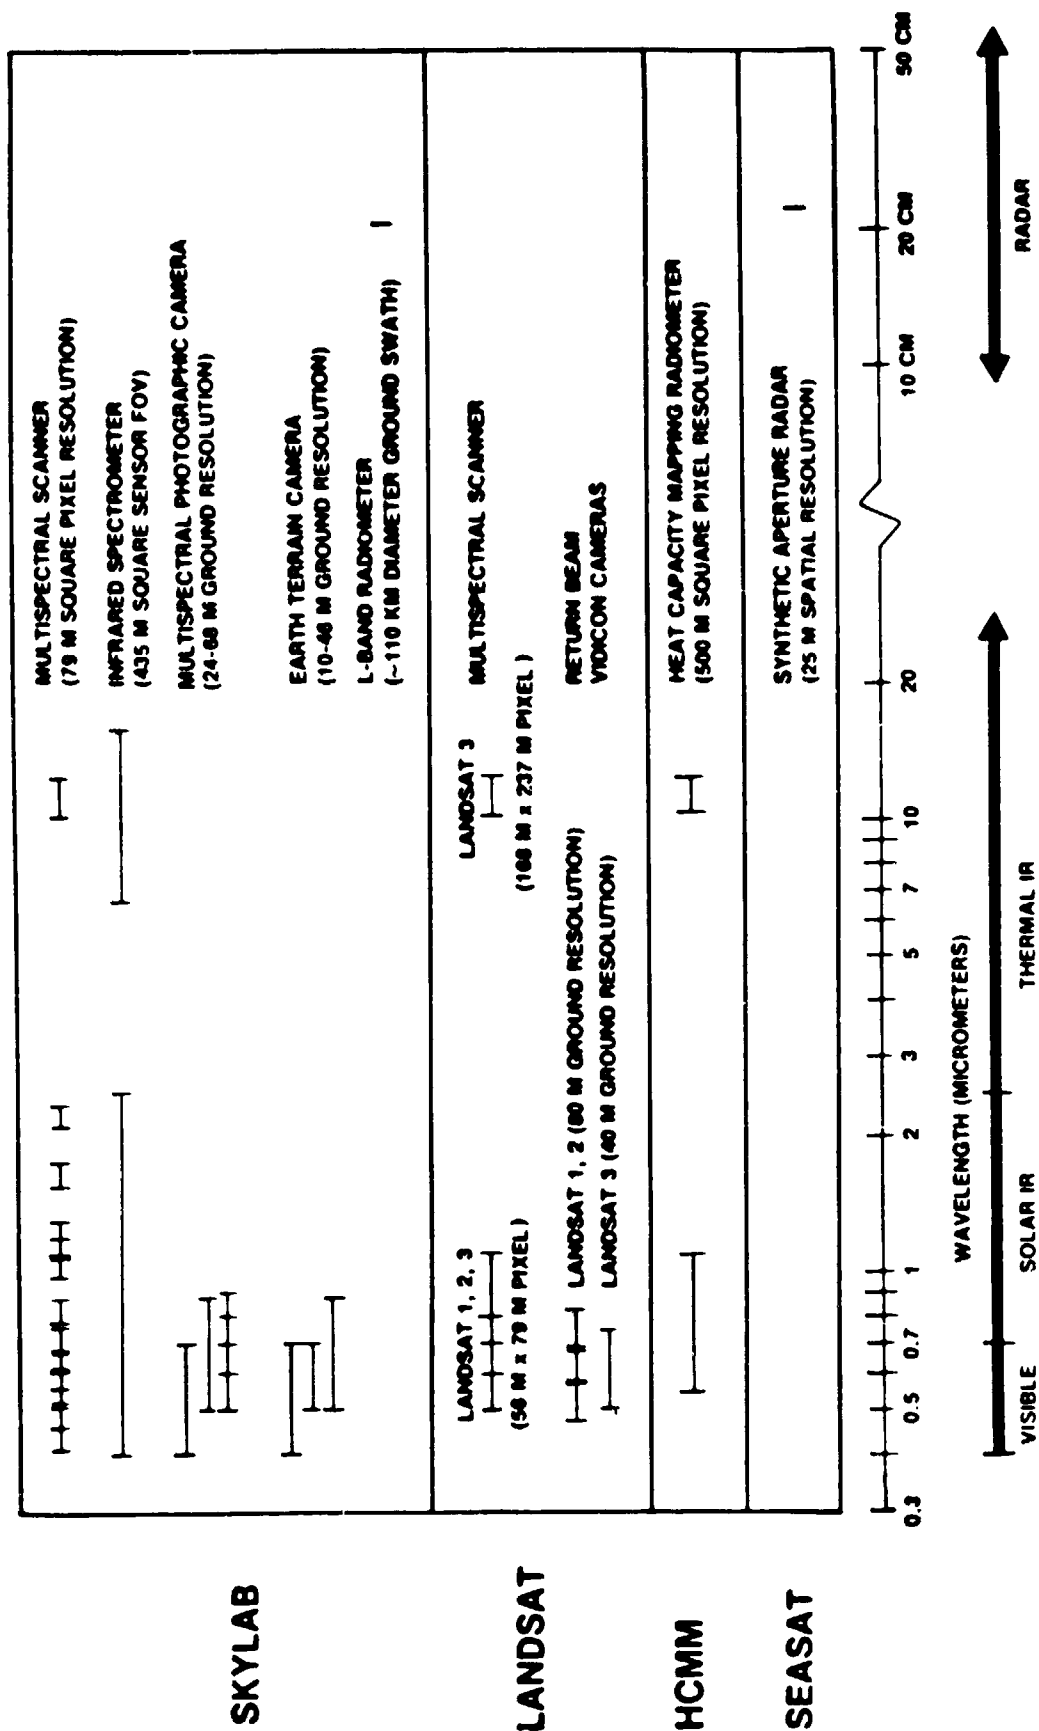 SKYLAB
MULTISPECTRAL SCANNER
(79 M SQUARE PIXEL RESOLUTION)
INFRARED SPECTROMETER
(435 M SQUARE SENSOR FOV)
MULTISPECTRAL PHOTOGRAPHIC CAMERA
(24-68 M GROUND RESOLUTION)
EARTH TERRAIN CAMERA
(10-46 M GROUND RESOLUTION)
L-BAND RADIOMETER
(~110 KM DIAMETER GROUND SWATH)
LANDSAT
LANDSAT 1, 2, 3
(56 M x 79 M PIXEL)
LANDSAT 3
(168 M x 237 M PIXEL)
MULTISPECTRAL SCANNER
LANDSAT 1, 2 (80 M GROUND RESOLUTION)
LANDSAT 3 (40 M GROUND RESOLUTION)
RETURN BEAM
VIDICON CAMERAS
HCMM
HEAT CAPACITY MAPPING RADIOMETER
(500 M SQUARE PIXEL RESOLUTION)
SEASAT
SYNTHETIC APERTURE RADAR
(25 M SPATIAL RESOLUTION)
0.3 0.5 0.7 1 2 3 5 7 10 20 10 CM 20 CM 50 CM
WAVELENGTH (MICROMETERS)
VISIBLE SOLAR IR THERMAL IR RADAR